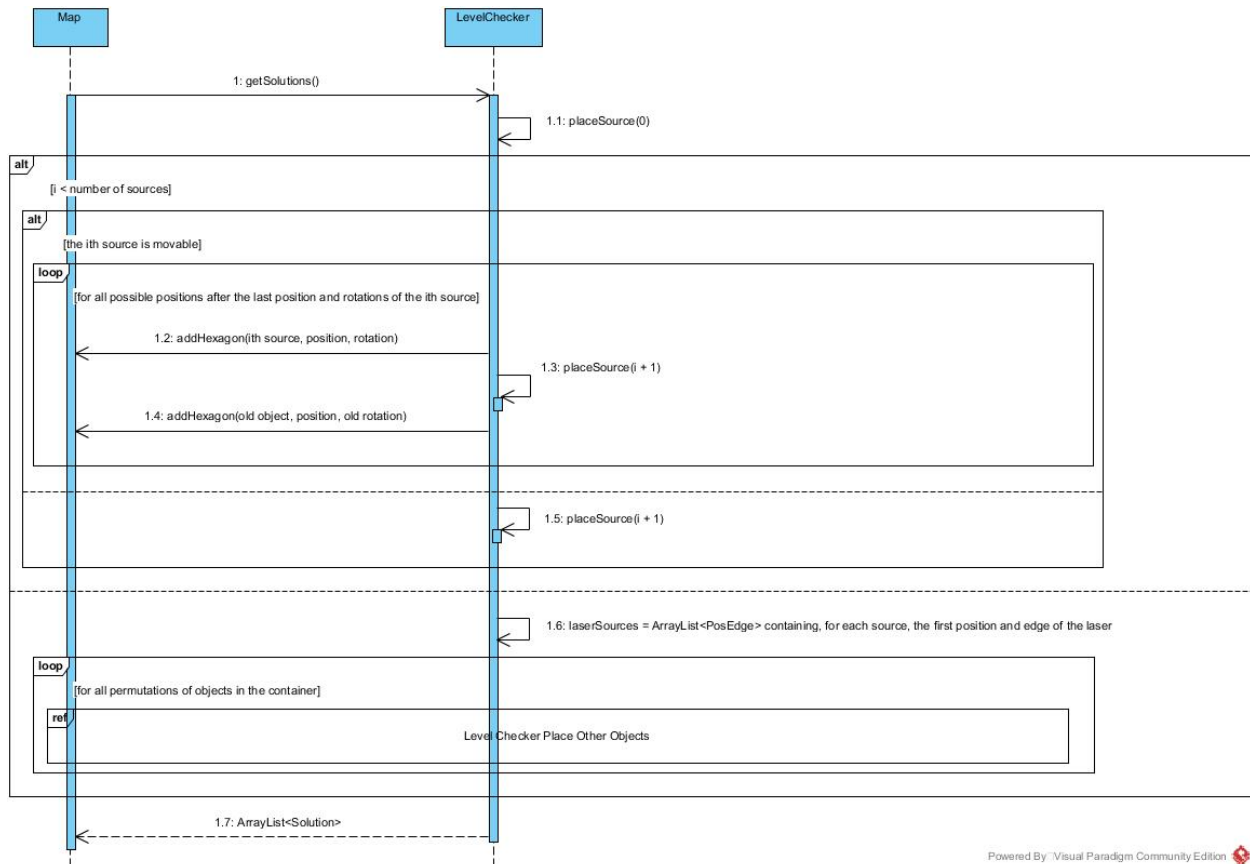 Map
LevelChecker
1: getSolutions()
1.1: placeSource(0)
alt
[i < number of sources]
alt
[the ith source is movable]
loop
[for all possible positions after the last position and rotations of the ith source]
1.2: addHexagon(ith source, position, rotation)
1.3: placeSource(i + 1)
1.4: addHexagon(old object, position, old rotation)
1.5: placeSource(i + 1)
1.6: laserSources = ArrayList<PosEdge> containing, for each source, the first position and edge of the laser
loop
[for all permutations of objects in the container]
ref
Level Checker Place Other Objects
1.7: ArrayList<Solution>
Powered By Visual Paradigm Community Edition